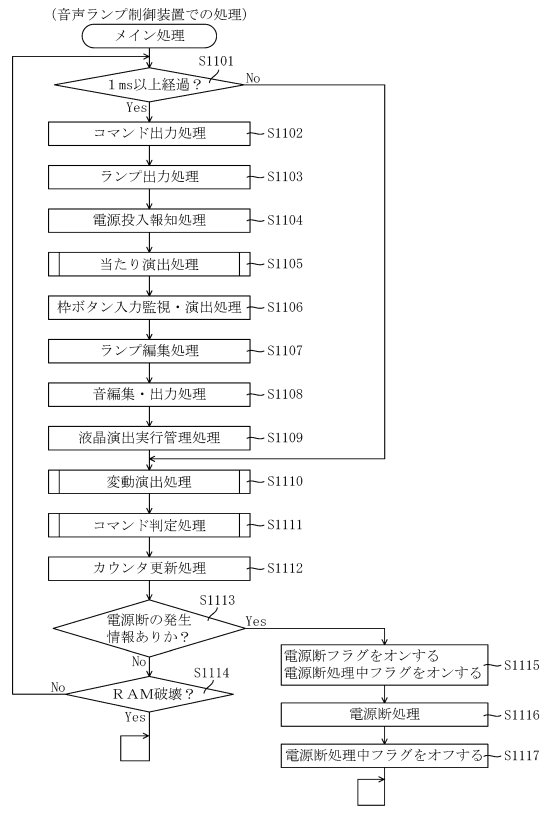 （音声ランプ制御装置での処理）
メイン処理
S1101
1ms以上経過？
No
Yes
コマンド出力処理 S1102
ランプ出力処理 S1103
電源投入報知処理 S1104
当たり演出処理 S1105
枠ボタン入力監視・演出処理 S1106
ランプ編集処理 S1107
音編集・出力処理 S1108
液晶演出実行管理処理 S1109
変動演出処理 S1110
コマンド判定処理 S1111
カウンタ更新処理 S1112
S1113
電源断の発生
情報ありか？
Yes
No
S1114
RAM破壊？
No
Yes
電源断フラグをオンする
電源断処理中フラグをオンする
S1115
電源断処理 S1116
電源断処理中フラグをオフする S1117